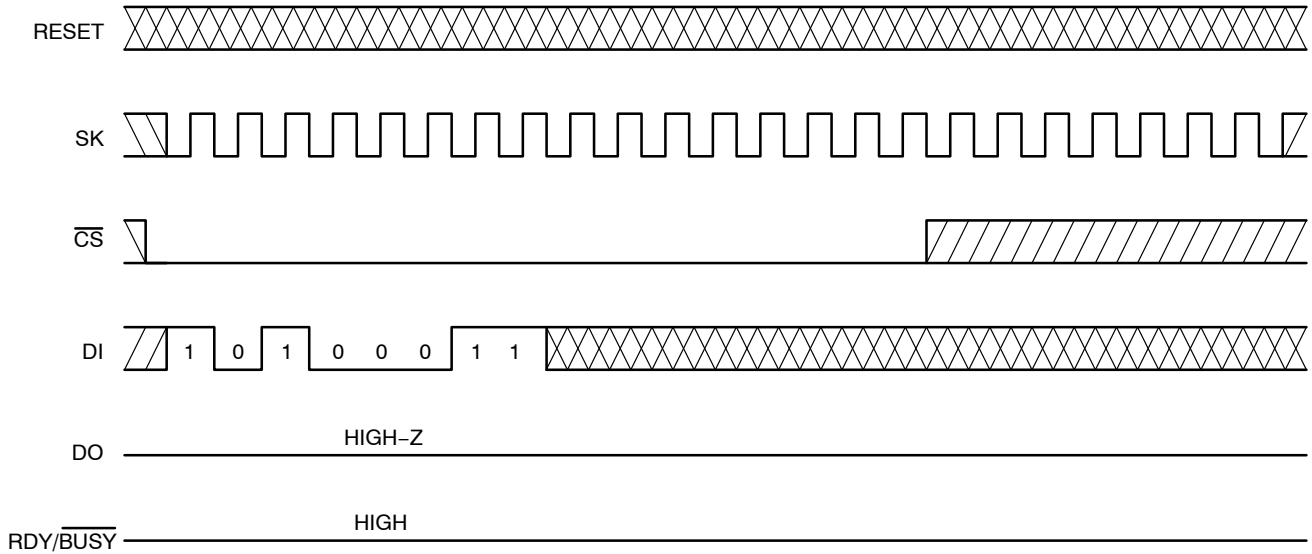 RESET
SK
CS
DI 1 0 1 0 0 0 1 1
HIGH–Z
DO
HIGH
RDY/BUSY